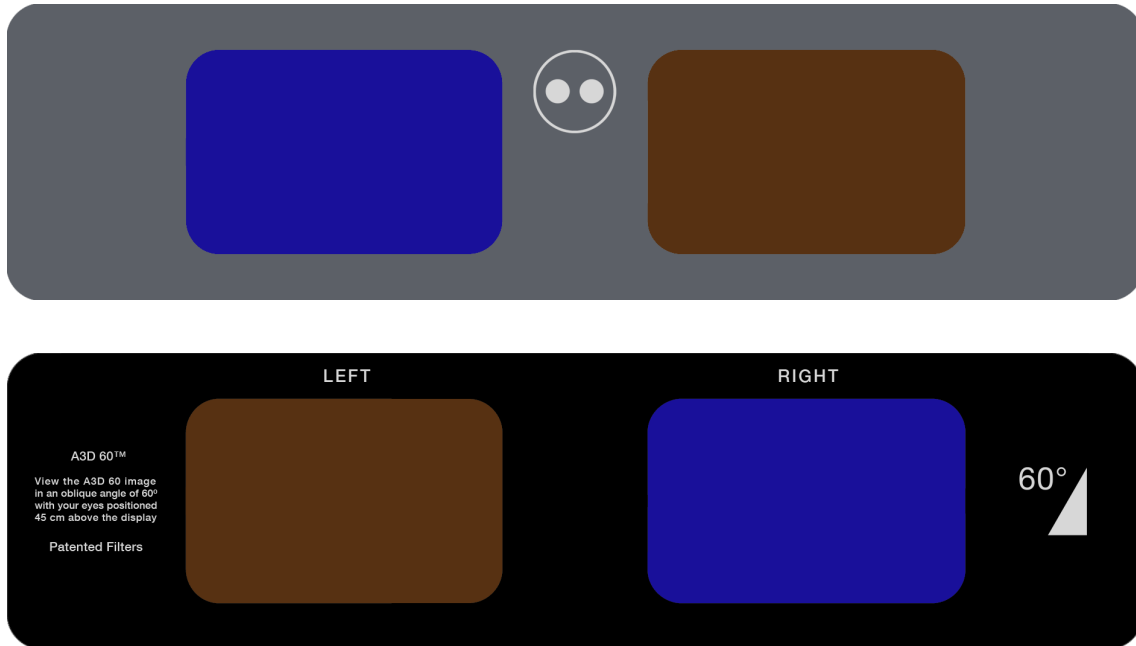 LEFT
RIGHT
A3D 60™
View the A3D 60 image
in an oblique angle of 60º
with your eyes positioned
45 cm above the display
Patented Filters
60°